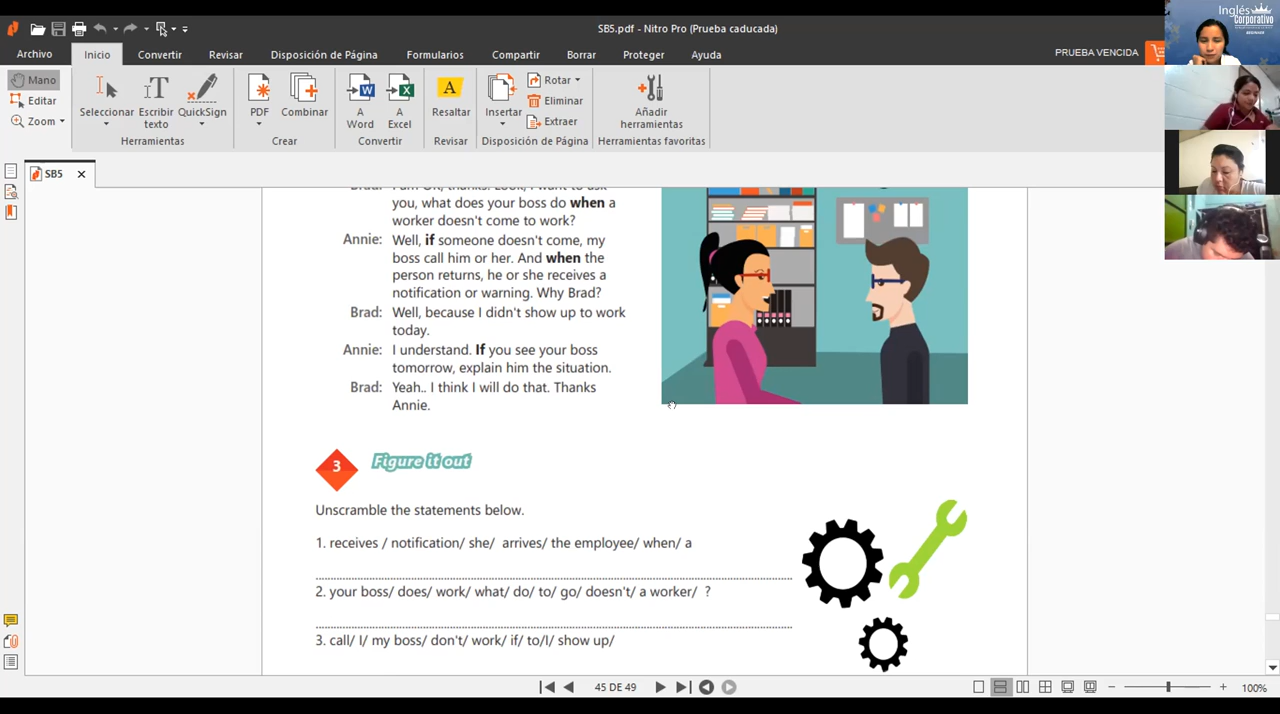 SB5.pdf - Nitro Pro (Prueba caducada)
Inglés
Corporativo
Archivo
Inicio
Convertir
Revisar
Disposición de Página
Formularios
Compartir
Borrar
Proteger
Ayuda
PRUEBA VENCIDA
Mano
Editar
Zoom
Seleccionar
Escribir
texto
QuickSign
Herramientas
PDF
Combinar
Crear
A
Word
A
Excel
Convertir
Resaltar
Revisar
Insertar
Rotar
Eliminar
Extraer
Disposición de Página
Añadir
herramientas
Herramientas favoritas
SB5
you, what does your boss do when a
worker doesn't come to work?
Annie: Well, if someone doesn't come, my
boss call him or her. And when the
person returns, he or she receives a
notification or warning. Why Brad?
Brad: Well, because I didn't show up to work
today.
Annie: I understand. If you see your boss
tomorrow, explain him the situation.
Brad: Yeah.. I think I will do that. Thanks
Annie.
3 Figure it out
Unscramble the statements below.
1. receives / notification/ she/ arrives/ the employee/ when/ a
2. your boss/ does/ work/ what/ do/ to/ go/ doesn't/ a worker/ ?
3. call/ I/ my boss/ don't/ work/ if/ to/I/ show up/
45 DE 49
100%